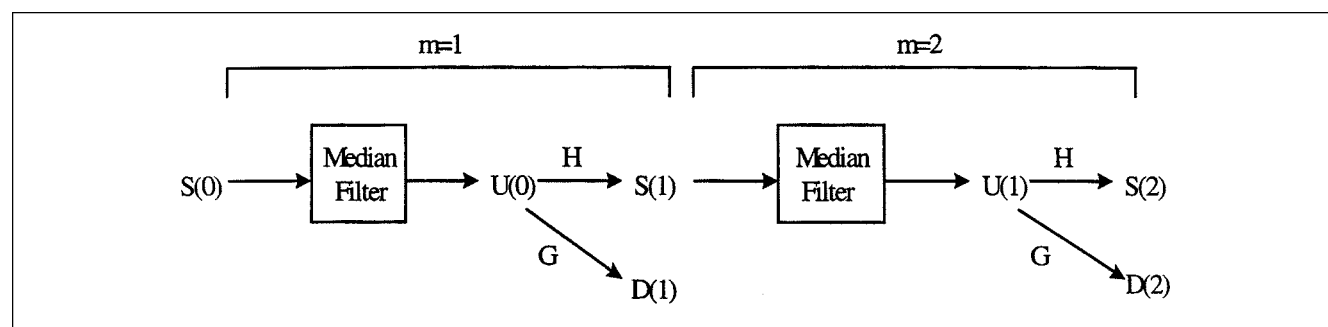 m=1
m=2
Median
Filter
Median
Filter
S(0)
U(0)
H
S(1)
U(1)
H
S(2)
G
G
D(1)
D(2)